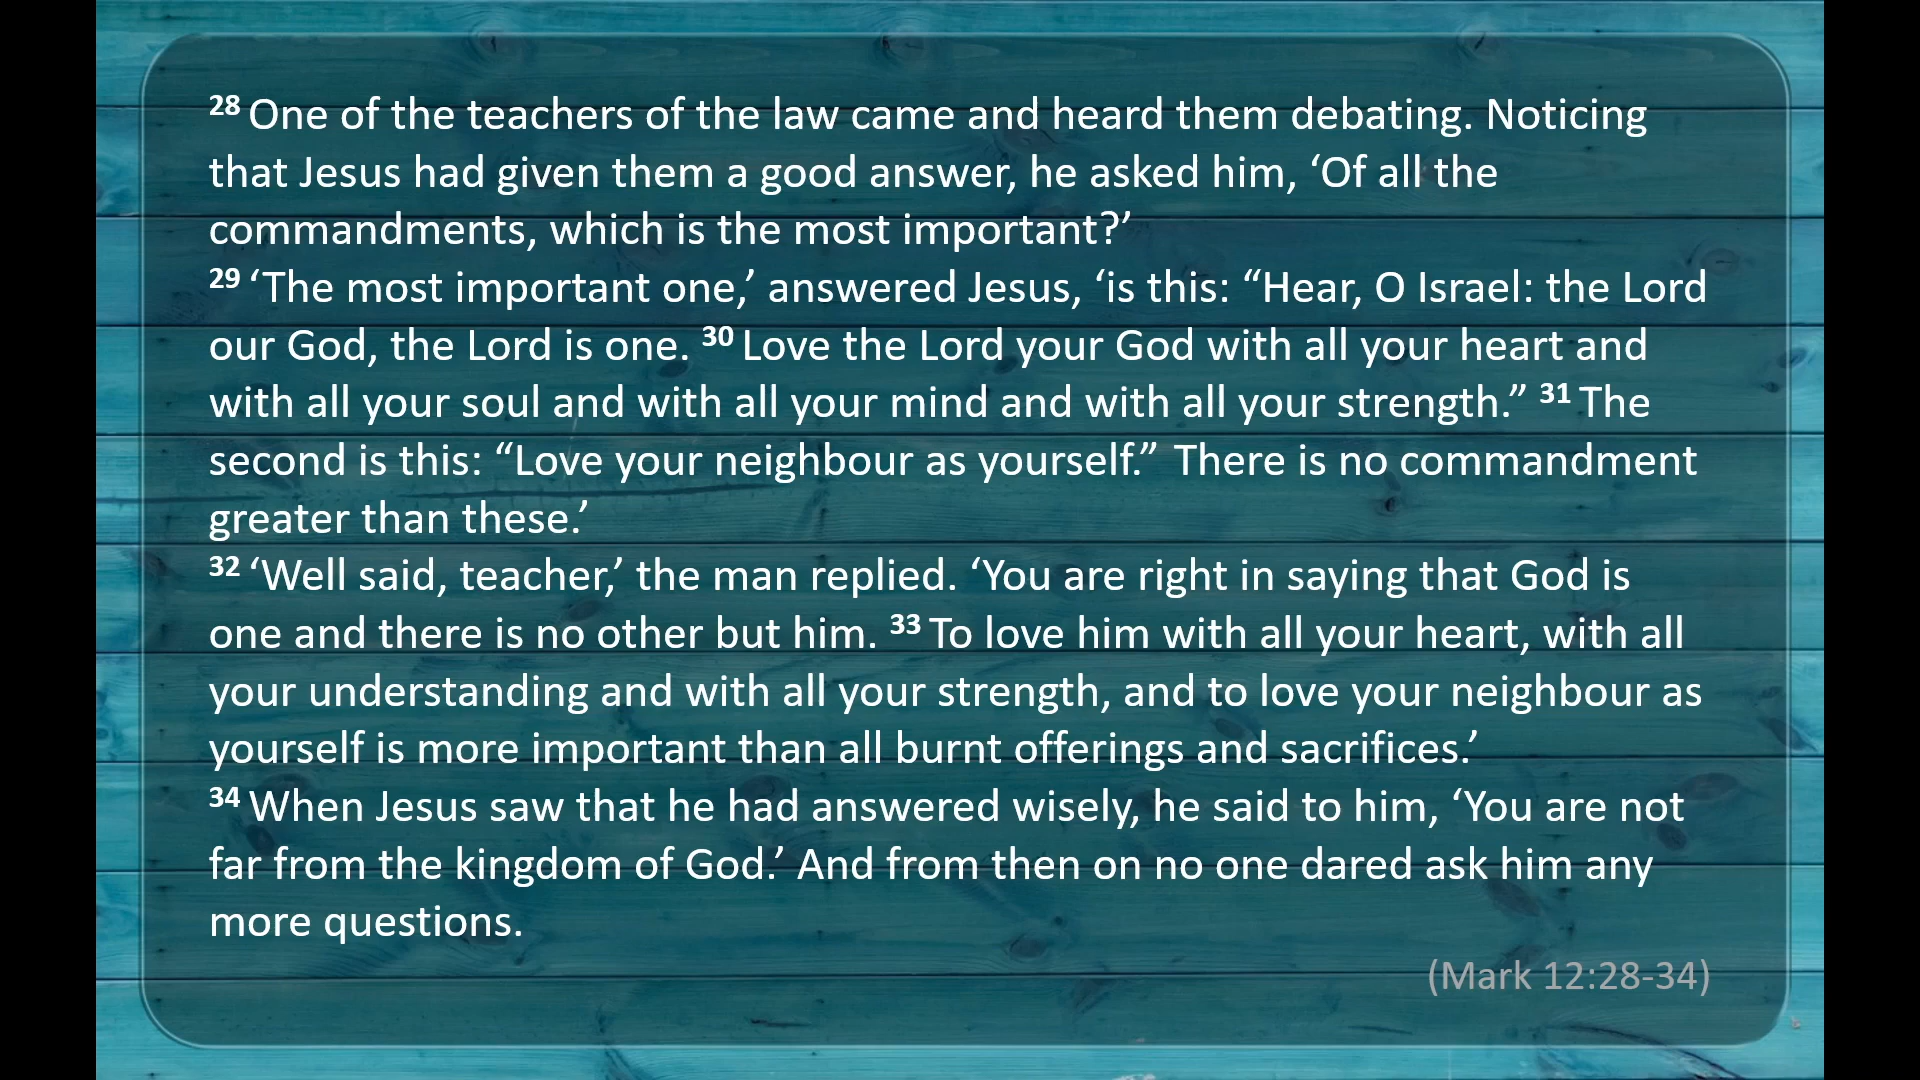 28 One of the teachers of the law came and heard them debating. Noticing
that Jesus had given them a good answer, he asked him, ‘Of all the
commandments, which is the most important?’
29 ‘The most important one,’ answered Jesus, ‘is this: “Hear, O Israel: the Lord
our God, the Lord is one. 30 Love the Lord your God with all your heart and
with all your soul and with all your mind and with all your strength.” 31 The
second is this: “Love your neighbour as yourself.” There is no commandment
greater than these.’
32 ‘Well said, teacher,’ the man replied. ‘You are right in saying that God is
one and there is no other but him. 33 To love him with all your heart, with all
your understanding and with all your strength, and to love your neighbour as
yourself is more important than all burnt offerings and sacrifices.’
34 When Jesus saw that he had answered wisely, he said to him, ‘You are not
far from the kingdom of God.’ And from then on no one dared ask him any
more questions.
(Mark 12:28-34)